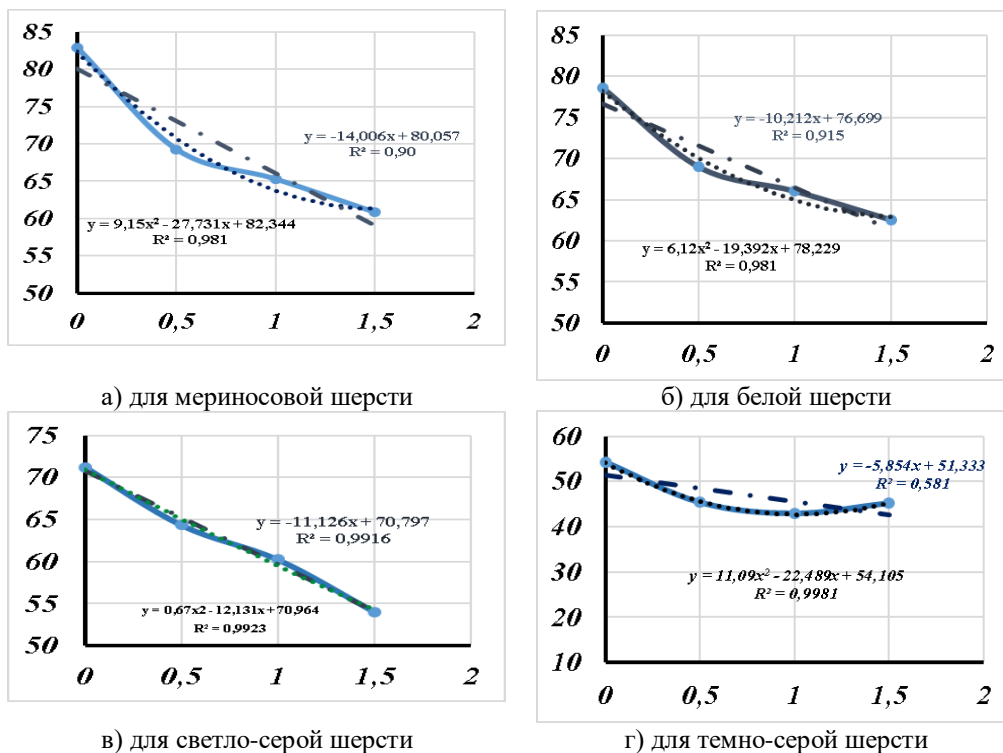 85
80
75
70
65
60
55
50
0
0,5
1
1,5
2
y = -14,006x + 80,057
R² = 0,90
y = 9,15x² - 27,731x + 82,344
R² = 0,981
а) для мериносовой шерсти
85
80
75
70
65
60
55
50
0
0,5
1
1,5
2
y = -10,212x + 76,699
R² = 0,915
y = 6,12x² - 19,392x + 78,229
R² = 0,981
б) для белой шерсти
75
70
65
60
55
50
0
0,5
1
1,5
2
y = -11,126x + 70,797
R² = 0,9916
y = 0,67x2 - 12,131x + 70,964
R² = 0,9923
в) для светло-серой шерсти
60
50
40
30
20
10
0
0,5
1
1,5
2
y = -5,854x + 51,333
R² = 0,581
y = 11,09x² - 22,489x + 54,105
R² = 0,9981
г) для темно-серой шерсти